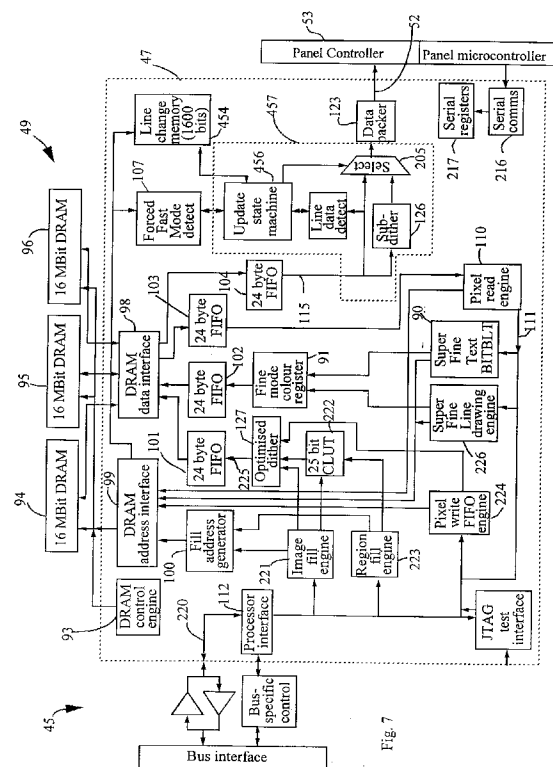 45
49
47
53
Bus interface
Bus-
specific
control
220
112
Processor
interface
JTAG
test
interface
93
DRAM
control
engine
94
16 MBit DRAM
95
16 MBit DRAM
96
16 MBit DRAM
99
DRAM
address interface
98
DRAM
data interface
100
Fill address
generator
101
24 byte
FIFO
102
24 byte
FIFO
103
24 byte
FIFO
104
24 byte
FIFO
115
225
127
Optimised
dither
221
Image fill
engine
25 bit
CLUT
222
Region
fill
engine
223
Fine mode
colour
register
91
Pixel write
FIFO
engine
224
Super Fine
Line drawing
engine
226
90
Super
Fine
Text
BITBLT
110
Pixel read
engine
111
107
Forced
Fast Mode
detect
Line
change
memory
(1600
bits)
454
456
Update
state
machine
457
Line data
detect
Sub-
dither
126
Select
205
123
Data
packer
52
Panel Controller
Panel microcontroller
Serial
registers
217
Serial
comms
216
Fig. 7